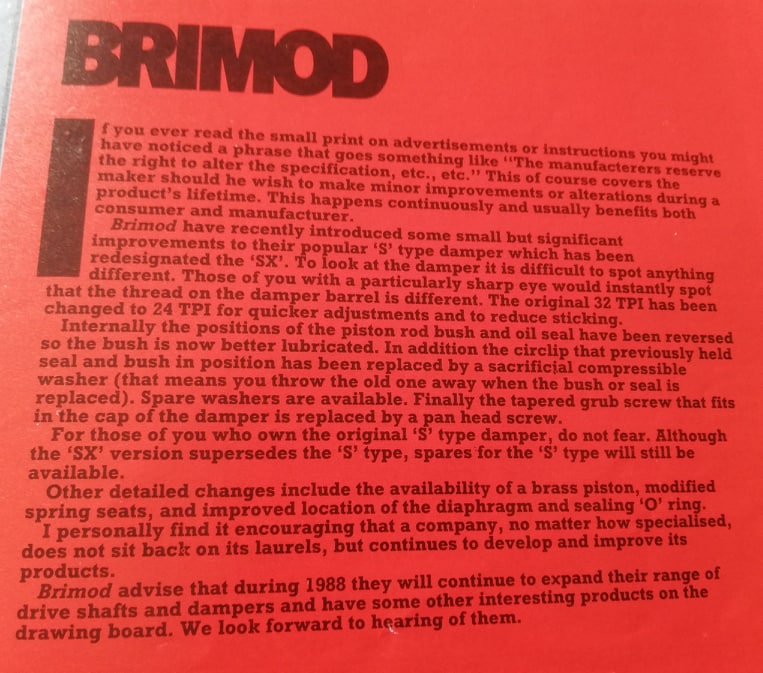 BRIMOD
If you ever read the small print on advertisements or instructions you might
have noticed a phrase that goes something like "The manufacterers reserve
the right to alter the specification, etc., etc." This of course covers the
maker should he wish to make minor improvements or alterations during a
product's lifetime. This happens continuously and usually benefits both
consumer and manufacturer.
Brimod have recently introduced some small but significant
improvements to their popular 'S' type damper which has been
redesignated the 'SX'. To look at the damper it is difficult to spot anything
different. Those of you with a particularly sharp eye would instantly spot
that the thread on the damper barrel is different. The original 32 TPI has been
changed to 24 TPI for quicker adjustments and to reduce sticking.
Internally the positions of the piston rod bush and oil seal have been reversed
so the bush is now better lubricated. In addition the circlip that previously held
seal and bush in position has been replaced by a sacrificial compressible
washer (that means you throw the old one away when the bush or seal is
replaced). Spare washers are available. Finally the tapered grub screw that fits
in the cap of the damper is replaced by a pan head screw.
For those of you who own the original 'S' type damper, do not fear. Although
the 'SX' version supersedes the 'S' type, spares for the 'S' type will still be
available.
Other detailed changes include the availability of a brass piston, modified
spring seats, and improved location of the diaphragm and sealing 'O' ring.
I personally find it encouraging that a company, no matter how specialised,
does not sit back on its laurels, but continues to develop and improve its
products.
Brimod advise that during 1988 they will continue to expand their range of
drive shafts and dampers and have some other interesting products on the
drawing board. We look forward to hearing of them.